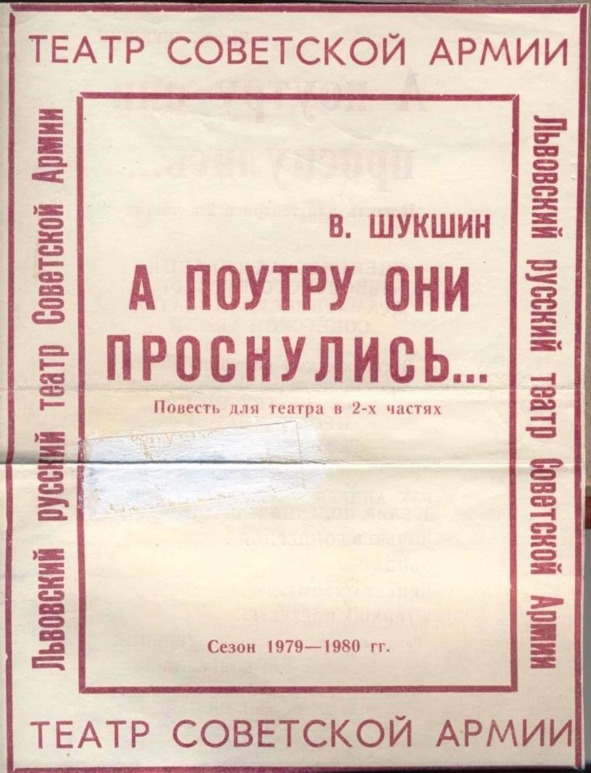 ТЕАТР СОВЕТСКОЙ АРМИИ
Львовский русский театр Советской Армии
В. ШУКШИН
А ПОУТРУ ОНИ
ПРОСНУЛИСЬ...
Повесть для театра в 2-х частях
Сезон 1979—1980 гг.
Львовский русский театр Советской Армии
ТЕАТР СОВЕТСКОЙ АРМИИ